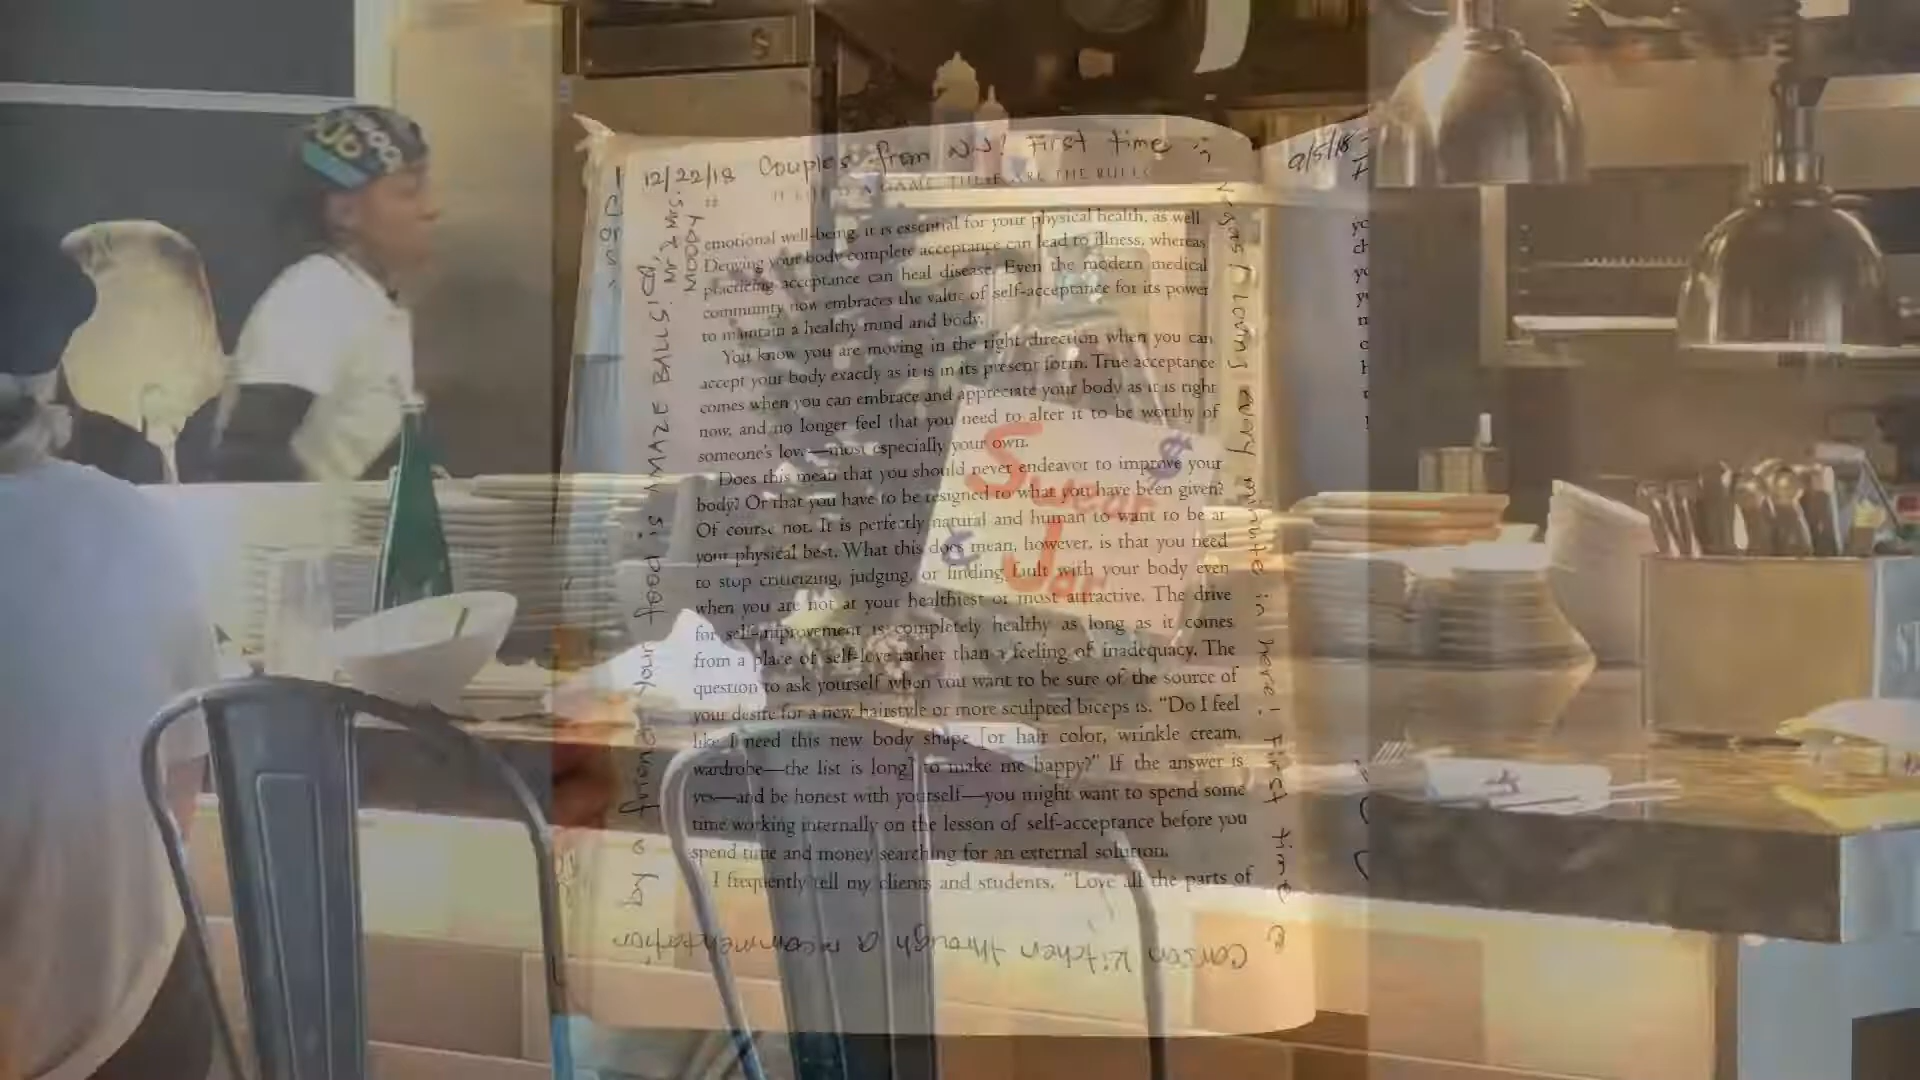 12/22/18 Couples from NJ! First time in
Vegas! Loving every minute in here! First time @
Carson Kitchen through a recommendation
by a friend. Your food is AMAZE BALLS!
Mr & Mrs.
MOODY
9/5/18
IF LIFE IS A GAME, THESE ARE THE RULES
emotional well-being, it is essential for your physical health, as well.
Denying your body complete acceptance can lead to illness, whereas
practicing acceptance can heal disease. Even the modern medical
community now embraces the value of self-acceptance for its power
to maintain a healthy mind and body.
You know you are moving in the right direction when you can
accept your body exactly as it is in its present form. True acceptance
comes when you can embrace and appreciate your body as it is right
now, and no longer feel that you need to alter it to be worthy of
someone's love—most especially your own.
Does this mean that you should never endeavor to improve your
body? Or that you have to be resigned to what you have been given?
Of course not. It is perfectly natural and human to want to be at
your physical best. What this does mean, however, is that you need
to stop criticizing, judging, or finding fault with your body even
when you are not at your healthiest or most attractive. The drive
for self-improvement is completely healthy as long as it comes
from a place of self-love rather than a feeling of inadequacy. The
question to ask yourself when you want to be sure of the source of
your desire for a new hairstyle or more sculpted biceps is, "Do I feel
like I need this new body shape [or hair color, wrinkle cream,
wardrobe—the list is long] to make me happy?" If the answer is
yes—and be honest with yourself—you might want to spend some
time working internally on the lesson of self-acceptance before you
spend time and money searching for an external solution.
I frequently tell my clients and students, "Love all the parts of
Swear
Jar